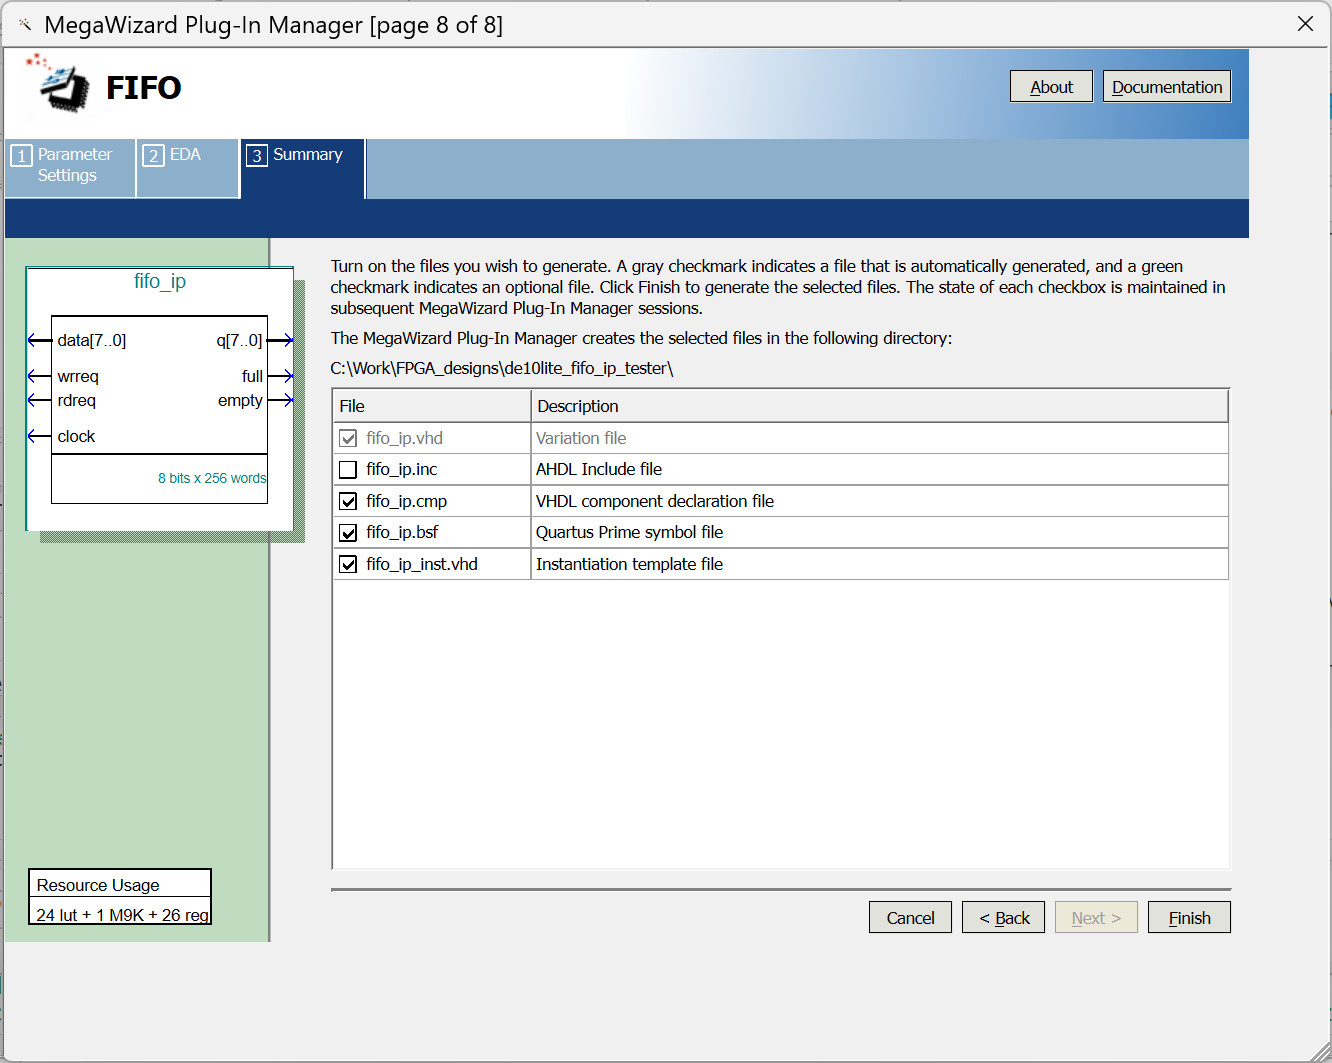 MegaWizard Plug-In Manager [page 8 of 8]
FIFO
About
Documentation
1 Parameter Settings
2 EDA
3 Summary
fifo_ip
data[7..0]
q[7..0]
wrreq
full
rdreq
empty
clock
8 bits x 256 words
Resource Usage
24 lut + 1 M9K + 26 reg
Turn on the files you wish to generate. A gray checkmark indicates a file that is automatically generated, and a green
checkmark indicates an optional file. Click Finish to generate the selected files. The state of each checkbox is maintained in
subsequent MegaWizard Plug-In Manager sessions.
The MegaWizard Plug-In Manager creates the selected files in the following directory:
C:\Work\FPGA_designs\de10lite_fifo_ip_tester\
File Description
fifo_ip.vhd Variation file
fifo_ip.inc AHDL Include file
fifo_ip.cmp VHDL component declaration file
fifo_ip.bsf Quartus Prime symbol file
fifo_ip_inst.vhd Instantiation template file
Cancel
< Back
Next >
Finish